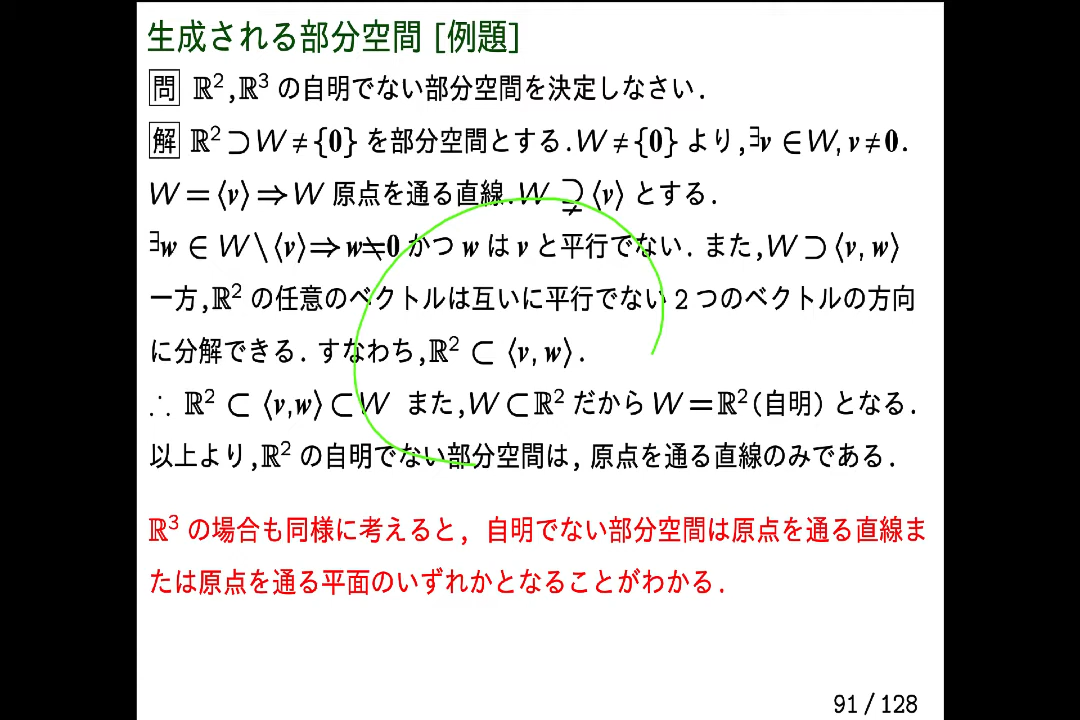 生成される部分空間 [例題]
問 ℝ²,ℝ³ の自明でない部分空間を決定しなさい.
解 ℝ²⊃W≠{0} を部分空間とする.W≠{0} より,∃v∈W, v≠0.
W=⟨v⟩⇒W 原点を通る直線.W⊋⟨v⟩ とする.
∃w∈W\⟨v⟩⇒w≠0 かつ w は v と平行でない. また,W⊃⟨v, w⟩
一方,ℝ² の任意のベクトルは互いに平行でない 2 つのベクトルの方向
に分解できる. すなわち,ℝ²⊂⟨v, w⟩.
∴ ℝ²⊂⟨v,w⟩⊂W また,W⊂ℝ² だから W=ℝ²(自明) となる.
以上より,ℝ² の自明でない部分空間は, 原点を通る直線のみである.
ℝ³ の場合も同様に考えると, 自明でない部分空間は原点を通る直線ま
たは原点を通る平面のいずれかとなることがわかる.
91 / 128